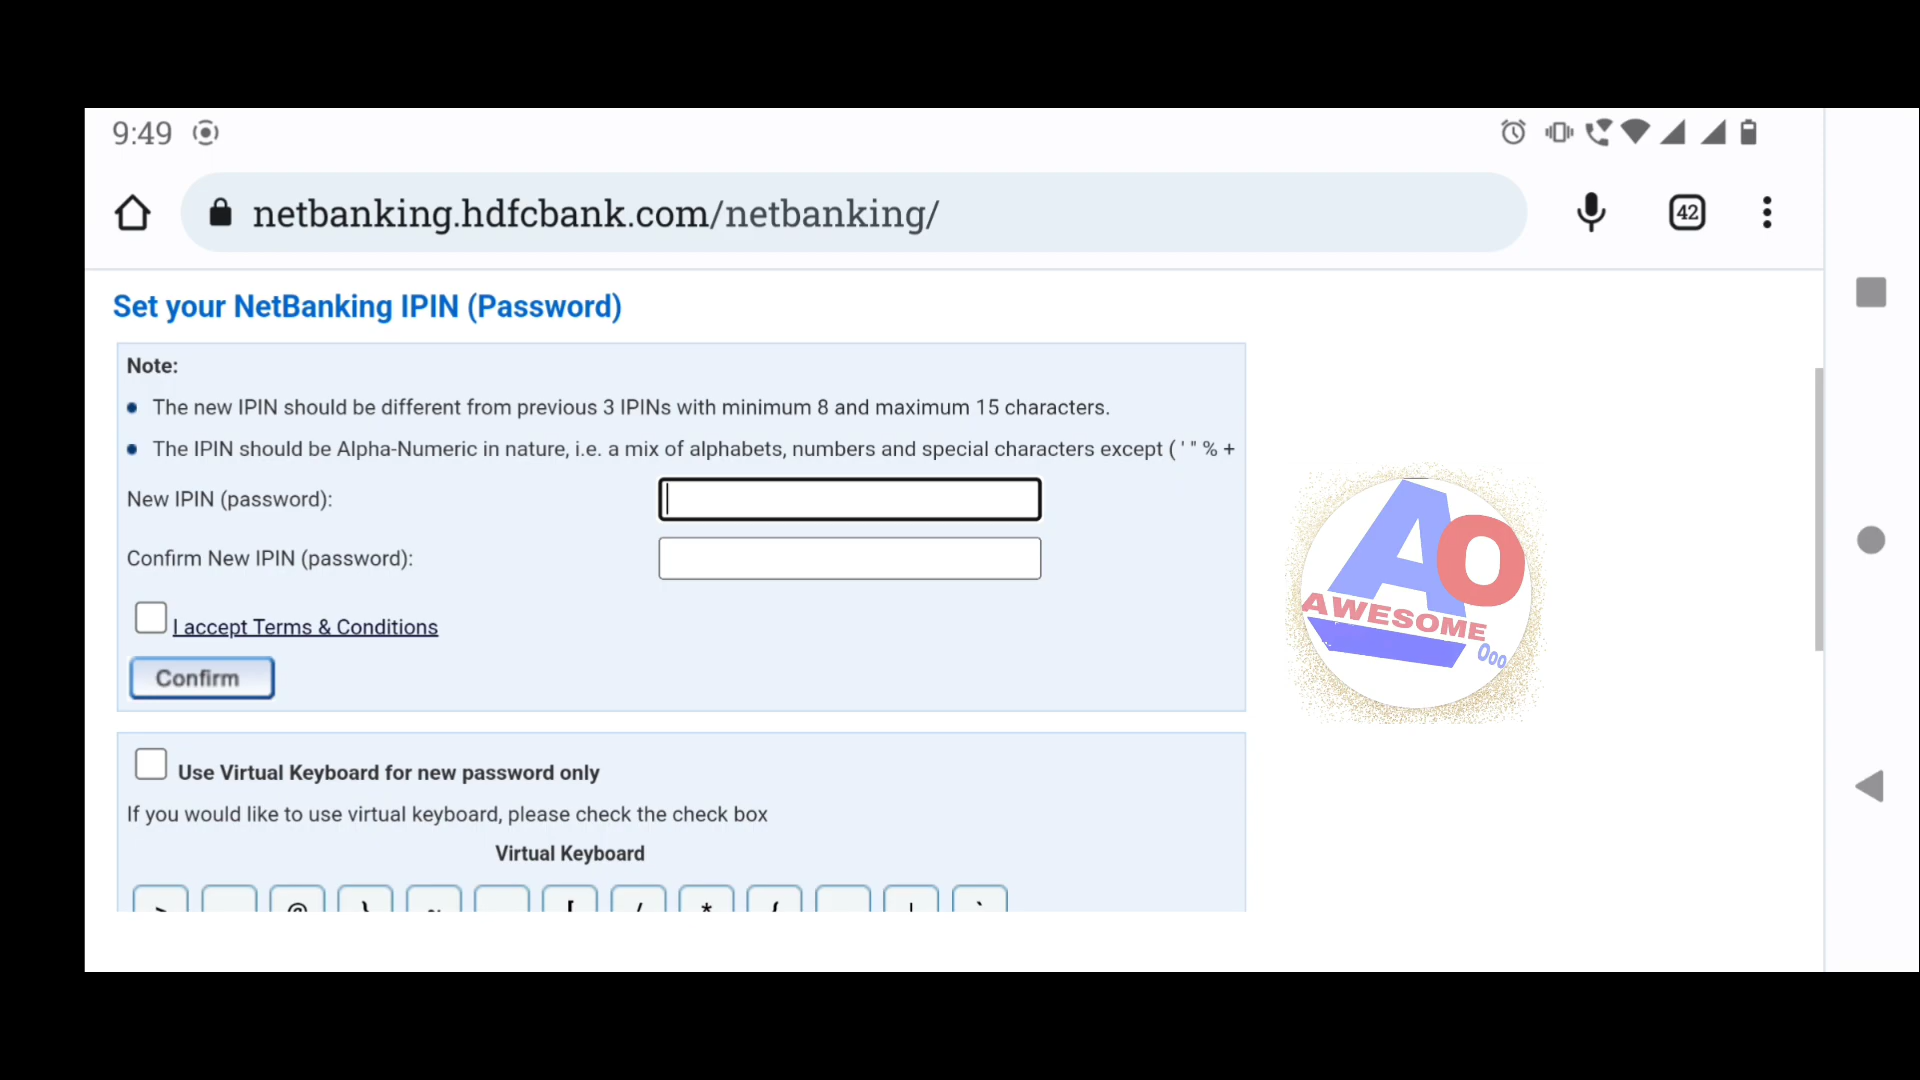 9:49
netbanking.hdfcbank.com/netbanking/
42
Set your NetBanking IPIN (Password)
Note:
The new IPIN should be different from previous 3 IPINs with minimum 8 and maximum 15 characters.
The IPIN should be Alpha-Numeric in nature, i.e. a mix of alphabets, numbers and special characters except ( ' " % +
New IPIN (password):
Confirm New IPIN (password):
I accept Terms & Conditions
Confirm
AO
AWESOME
Ooo
Use Virtual Keyboard for new password only
If you would like to use virtual keyboard, please check the check box
Virtual Keyboard